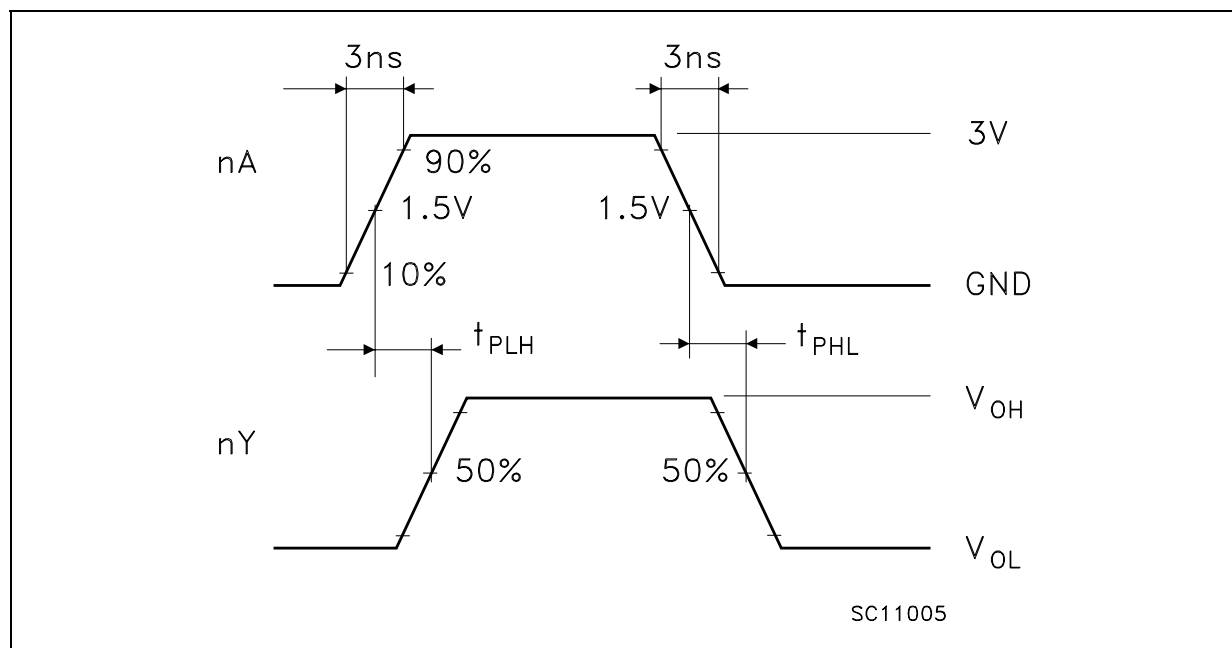 3ns 3ns
3V
nA
90%
1.5V 1.5V
10%
GND
tPLH tPHL
VOH
nY
50% 50%
VOL
SC11005